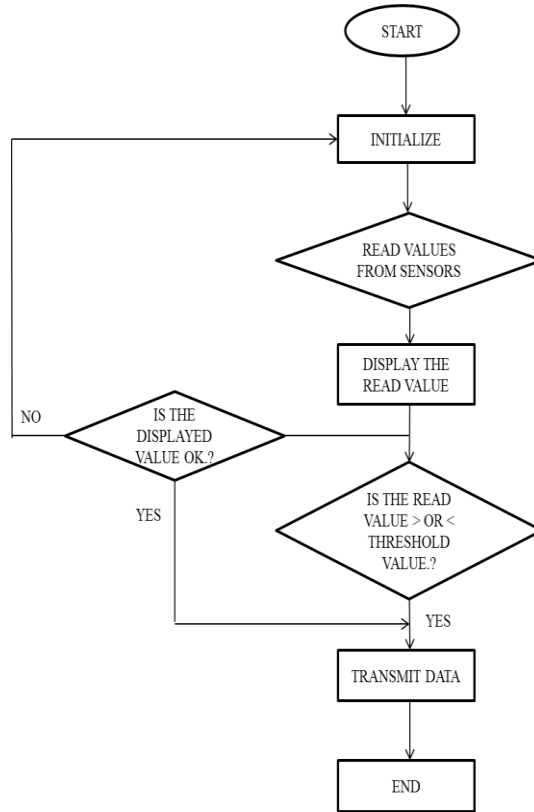 START
INITIALIZE
READ VALUES
FROM SENSORS
DISPLAY THE
READ VALUE
NO
IS THE
DISPLAYED
VALUE OK.?
YES
IS THE READ
VALUE > OR <
THRESHOLD
VALUE.?
YES
TRANSMIT DATA
END